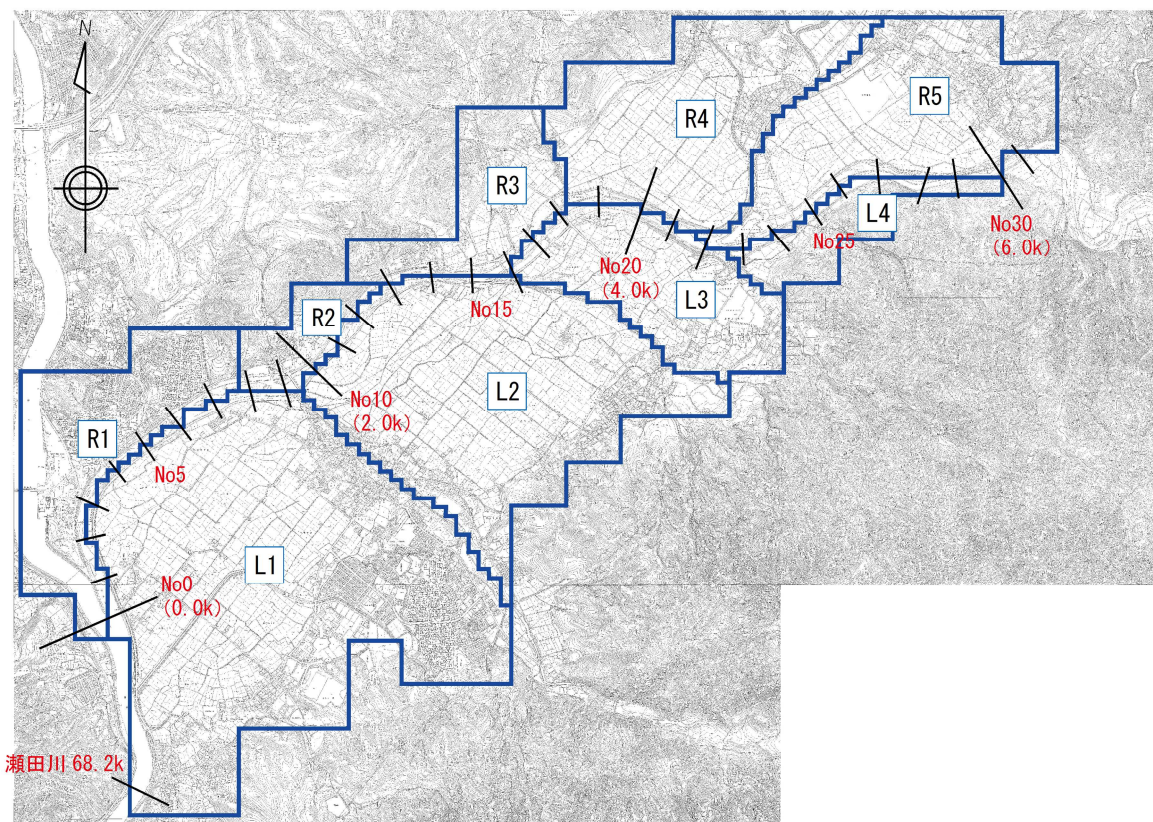 N
R4
R5
R3
L4
No30
(6.0k)
No25
No20
(4.0k)
L3
No15
R2
L2
No10
(2.0k)
R1
No5
L1
No0
(0.0k)
瀬田川 68.2k